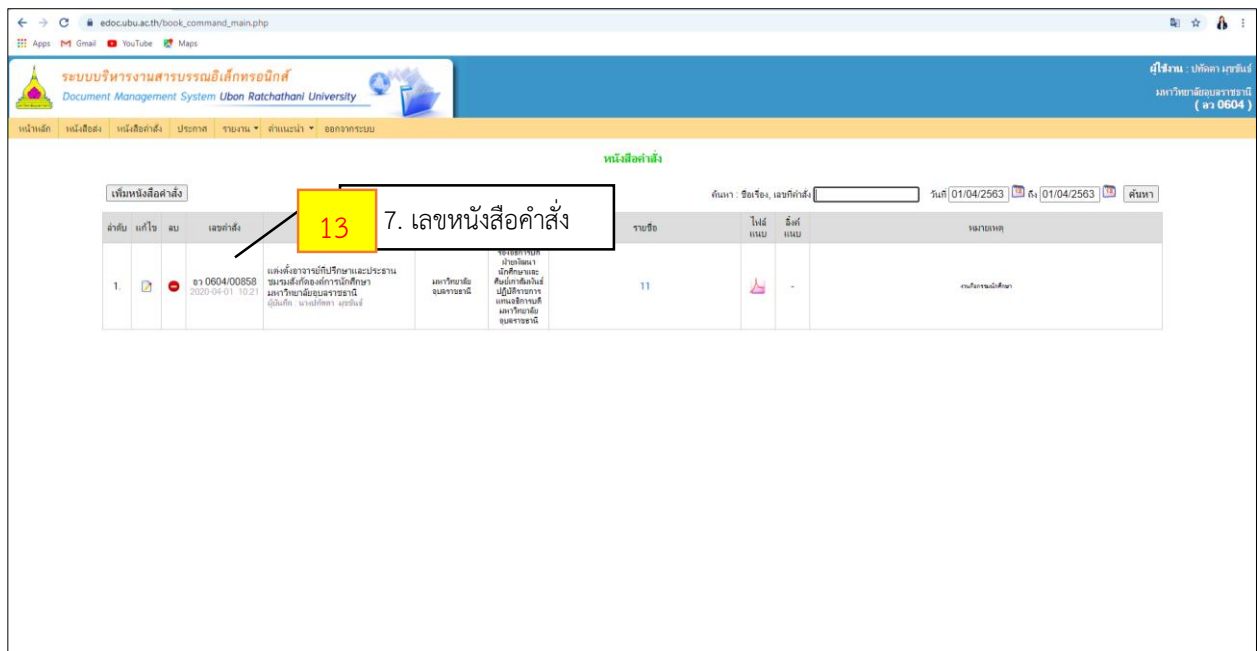 edoc.ubu.ac.th/book_command_main.php
Apps Gmail YouTube Maps
ระบบบริหารงานสารบรรณอิเล็กทรอนิกส์
Document Management System Ubon Ratchathani University
ผู้ใช้งาน : ปทัดตา มุขขันธ์
มหาวิทยาลัยอุบลราชธานี
( อว 0604 )
หน้าหลัก หนังสือส่ง หนังสือคำสั่ง ประกาศ รายงาน คำแนะนำ ออกจากระบบ
หนังสือคำสั่ง
เพิ่มหนังสือคำสั่ง
ค้นหา : ชื่อเรื่อง, เลขที่คำสั่ง วันที่ 01/04/2563 ถึง 01/04/2563 ค้นหา
13
7. เลขหนังสือคำสั่ง
ลำดับ แก้ไข ลบ เลขคำสั่ง รายชื่อ ไฟล์แนบ ลิ้งค์แนบ หมายเหตุ
1. อว 0604/00858
2020-04-01 10:21
แต่งตั้งอาจารย์ที่ปรึกษาและประธาน
ชมรมสังกัดองค์การนักศึกษา
มหาวิทยาลัยอุบลราชธานี
ผู้บันทึก : นางปทัดตา มุขขันธ์
มหาวิทยาลัย
อุบลราชธานี
รองอธิการบดี
ฝ่ายพัฒนา
นักศึกษาและ
ศิษย์เก่าสัมพันธ์
ปฏิบัติราชการ
แทนอธิการบดี
มหาวิทยาลัย
อุบลราชธานี
11
-
งานกิจกรรมนักศึกษา